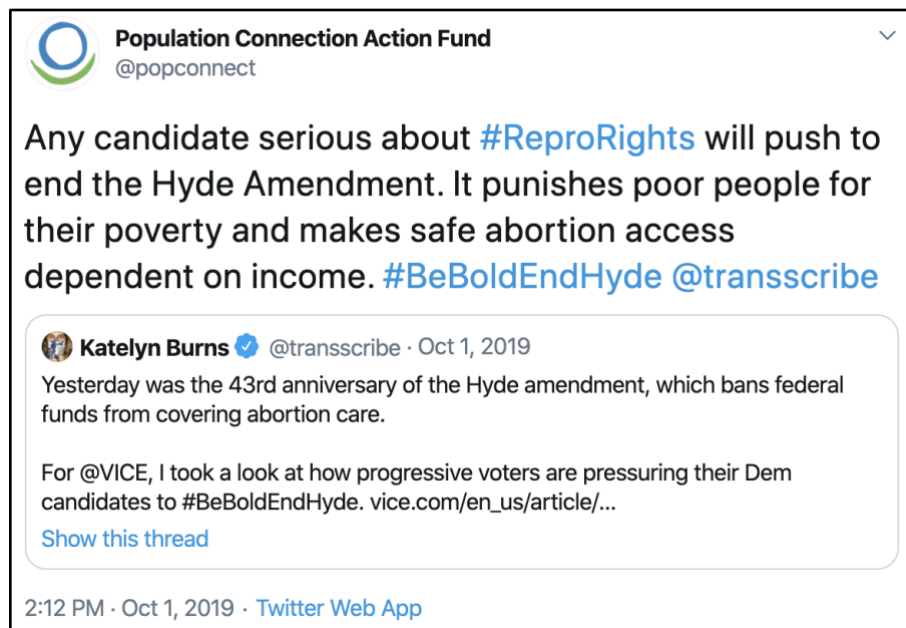 Population Connection Action Fund
@popconnect
Any candidate serious about #ReproRights will push to
end the Hyde Amendment. It punishes poor people for
their poverty and makes safe abortion access
dependent on income. #BeBoldEndHyde @transscribe
Katelyn Burns @transscribe · Oct 1, 2019
Yesterday was the 43rd anniversary of the Hyde amendment, which bans federal
funds from covering abortion care.
For @VICE, I took a look at how progressive voters are pressuring their Dem
candidates to #BeBoldEndHyde. vice.com/en_us/article/...
Show this thread
2:12 PM · Oct 1, 2019 · Twitter Web App